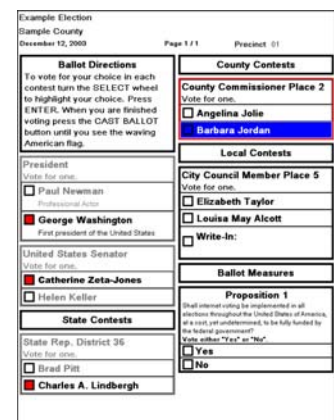 Example Election
Sample County
December 12, 2003 Page 1 / 1 Precinct 01
Ballot Directions
To vote for your choice in each
contest turn the SELECT wheel
to highlight your choice. Press
ENTER. When you are finished
voting press the CAST BALLOT
button until you see the waving
American flag.
President
Vote for one.
Paul Newman
Professional Actor
George Washington
First president of the United States
United States Senator
Vote for one.
Catherine Zeta-Jones
Helen Keller
State Contests
State Rep. District 36
Vote for one.
Brad Pitt
Charles A. Lindbergh
County Contests
County Commissioner Place 2
Vote for one.
Angelina Jolie
Barbara Jordan
Local Contests
City Council Member Place 5
Vote for one.
Elizabeth Taylor
Louisa May Alcott
Write-In:
Ballot Measures
Proposition 1
Shall internet voting be implemented in all
elections throughout the United States of America,
at a cost, yet undetermined, to be fully funded by
the federal government?
Vote either "Yes" or "No".
Yes
No